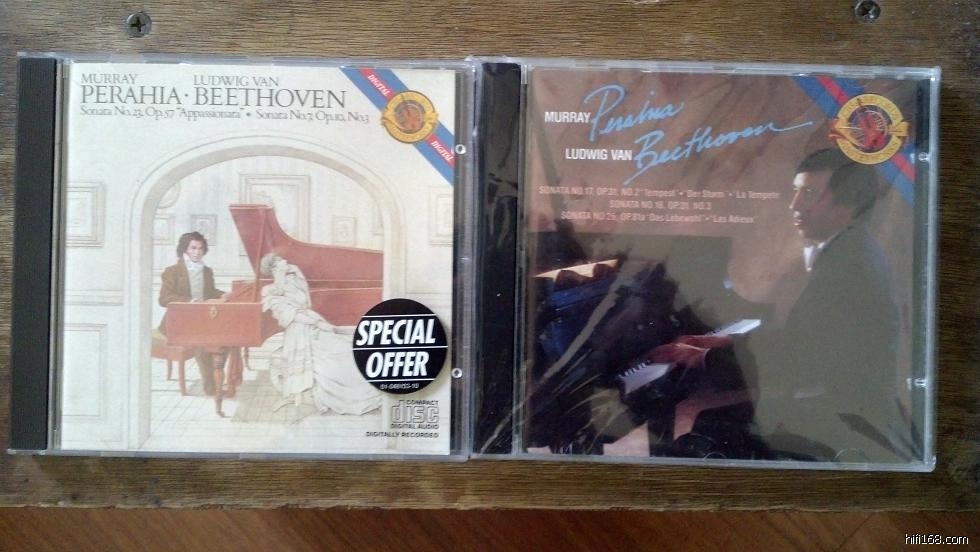 MURRAY LUDWIG VAN
PERAHIA · BEETHOVEN
Sonata No. 23, Op. 57 "Appassionata" • Sonata No. 7, Op. 10, No. 3
DIGITAL
DIGITAL
SPECIAL
OFFER
COMPACT
disc
DIGITAL AUDIO
DIGITALLY RECORDED
MURRAY Perahia
LUDWIG VAN Beethoven
SONATA NO. 17, OP. 31, NO. 2 "Tempest" • "Der Sturm" • "La Tempête"
SONATA NO. 18, OP. 31, NO. 3
SONATA NO. 26, OP. 81a "Das Lebewohl" • "Les Adieux"
hifi168.com